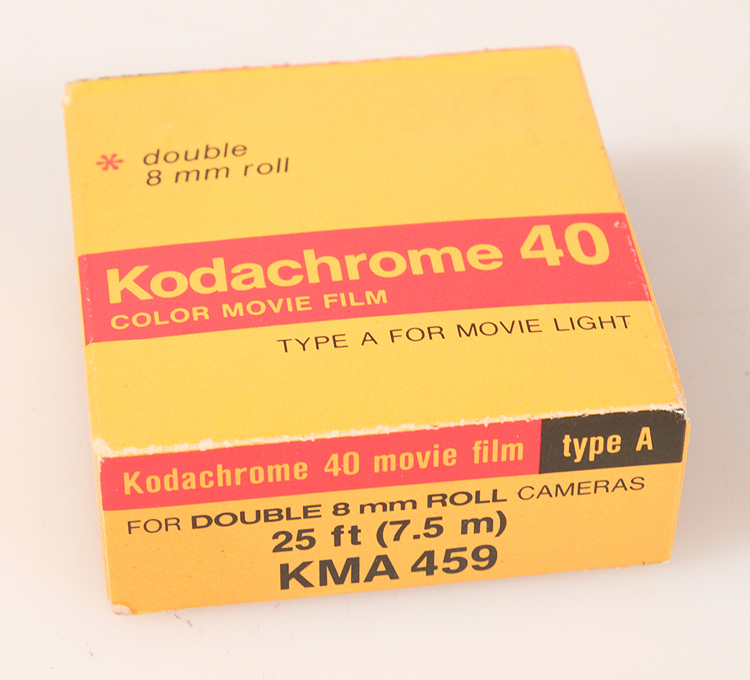 * double
8 mm roll
Kodachrome 40
COLOR MOVIE FILM
TYPE A FOR MOVIE LIGHT
Kodachrome 40 movie film type A
FOR DOUBLE 8 mm ROLL CAMERAS
25 ft (7.5 m)
KMA 459